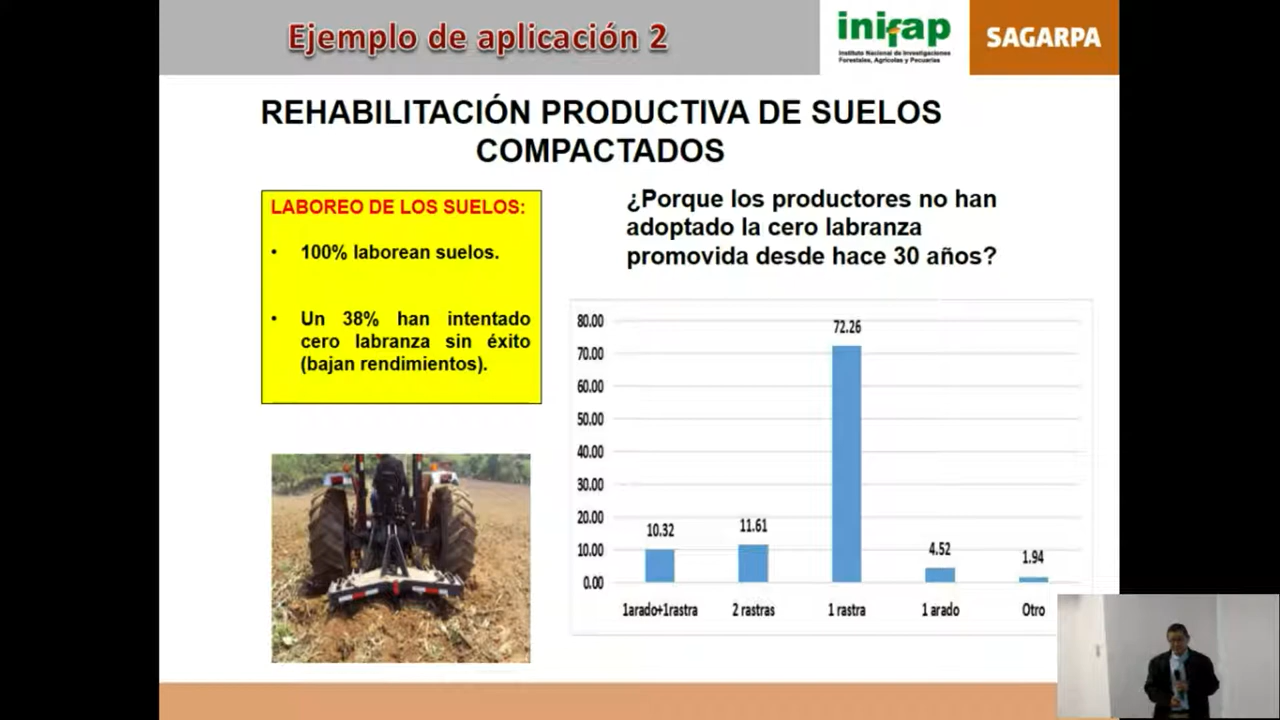 Ejemplo de aplicación 2
inifap
Instituto Nacional de Investigaciones
Forestales, Agrícolas y Pecuarias
SAGARPA
REHABILITACIÓN PRODUCTIVA DE SUELOS
COMPACTADOS
LABOREO DE LOS SUELOS:
• 100% laborean suelos.
• Un 38% han intentado
cero labranza sin éxito
(bajan rendimientos).
¿Porque los productores no han
adoptado la cero labranza
promovida desde hace 30 años?
80.00
70.00
60.00
50.00
40.00
30.00
20.00
10.00
0.00
10.32
11.61
72.26
4.52
1.94
1arado+1rastra
2 rastras
1 rastra
1 arado
Otro